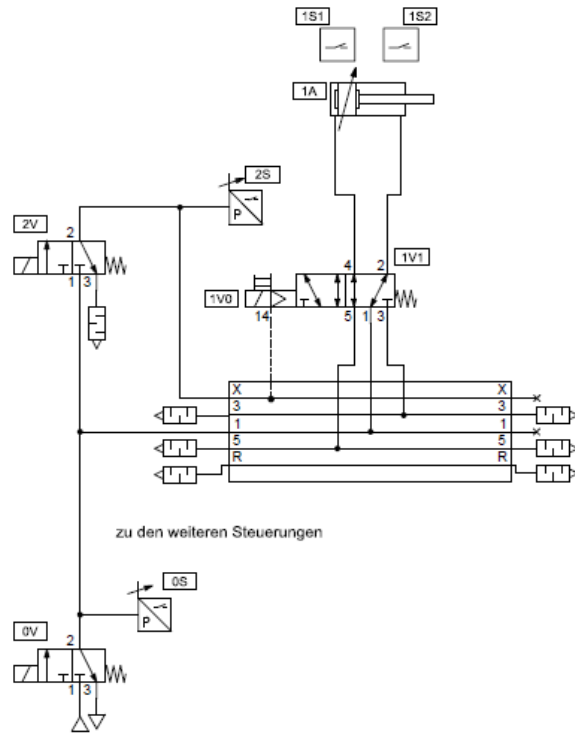 1S1 1S2
1A
2S
P
2V
2
1 3
4 2 1V1
1V0
14 5 1 3
X X
3 3
1 1
5 5
R R
zu den weiteren Steuerungen
0S
P
0V
2
1 3